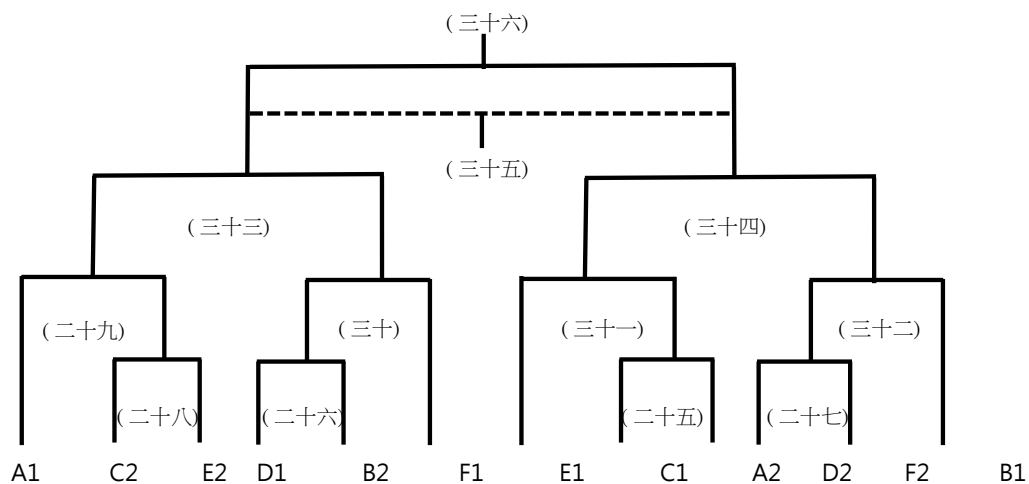 (三十六)
(三十五)
(三十三) (三十四)
(二十九) (三十) (三十一) (三十二)
(二十八) (二十六) (二十五) (二十七)
A1 C2 E2 D1 B2 F1 E1 C1 A2 D2 F2 B1